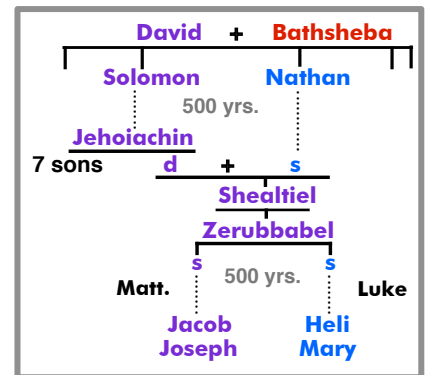 David + Bathsheba
Solomon Nathan
500 yrs.
Jehoiachin
7 sons d + s
Shealtiel
Zerubbabel
s s
500 yrs.
Matt. Luke
Jacob Heli
Joseph Mary